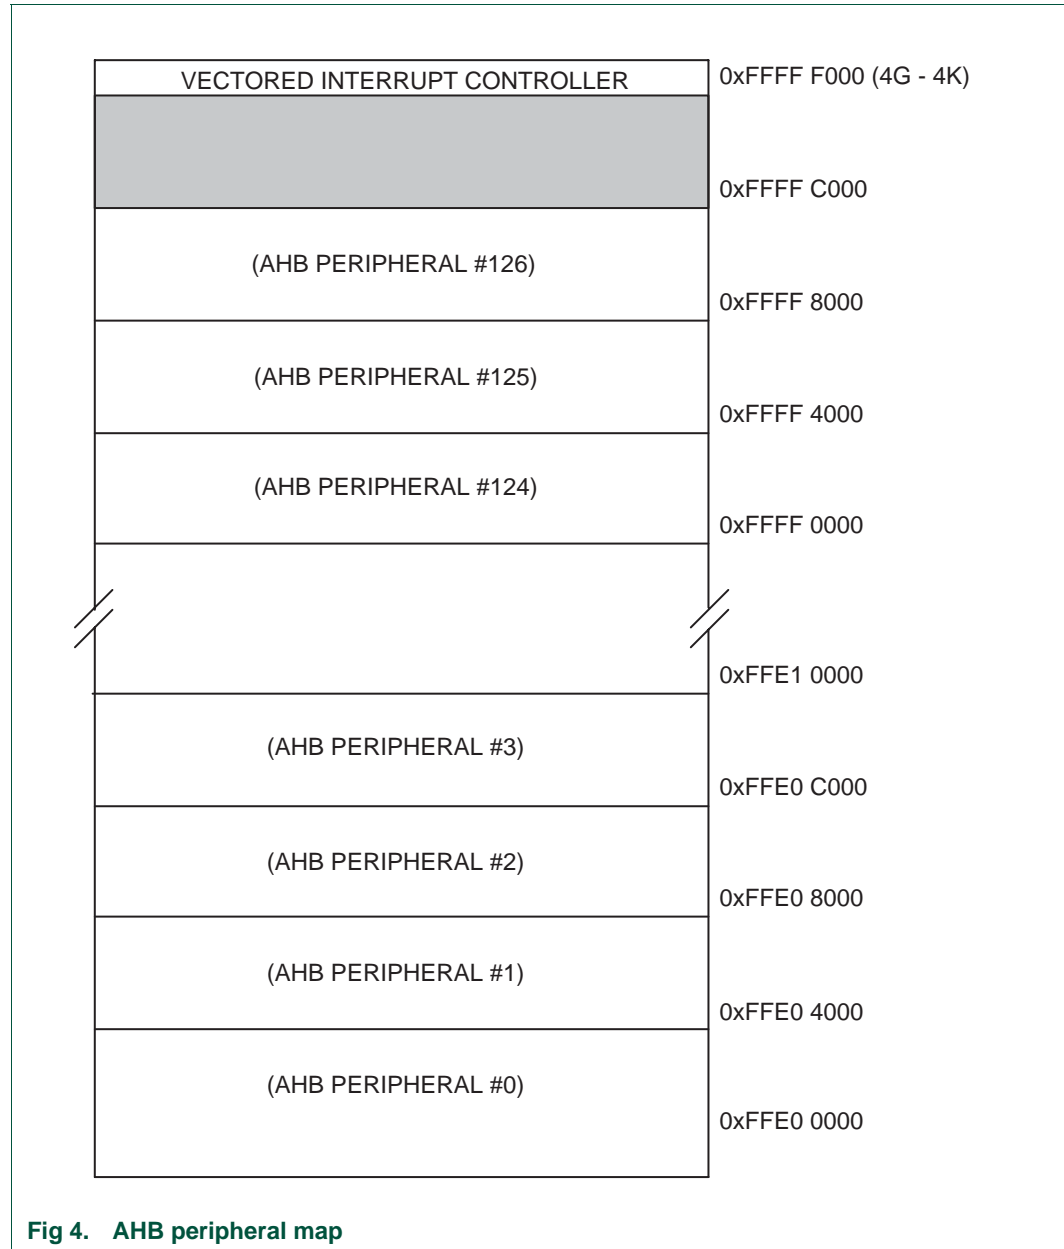 VECTORED INTERRUPT CONTROLLER
0xFFFF F000 (4G - 4K)
0xFFFF C000
(AHB PERIPHERAL #126)
0xFFFF 8000
(AHB PERIPHERAL #125)
0xFFFF 4000
(AHB PERIPHERAL #124)
0xFFFF 0000
0xFFE1 0000
(AHB PERIPHERAL #3)
0xFFE0 C000
(AHB PERIPHERAL #2)
0xFFE0 8000
(AHB PERIPHERAL #1)
0xFFE0 4000
(AHB PERIPHERAL #0)
0xFFE0 0000
Fig 4. AHB peripheral map